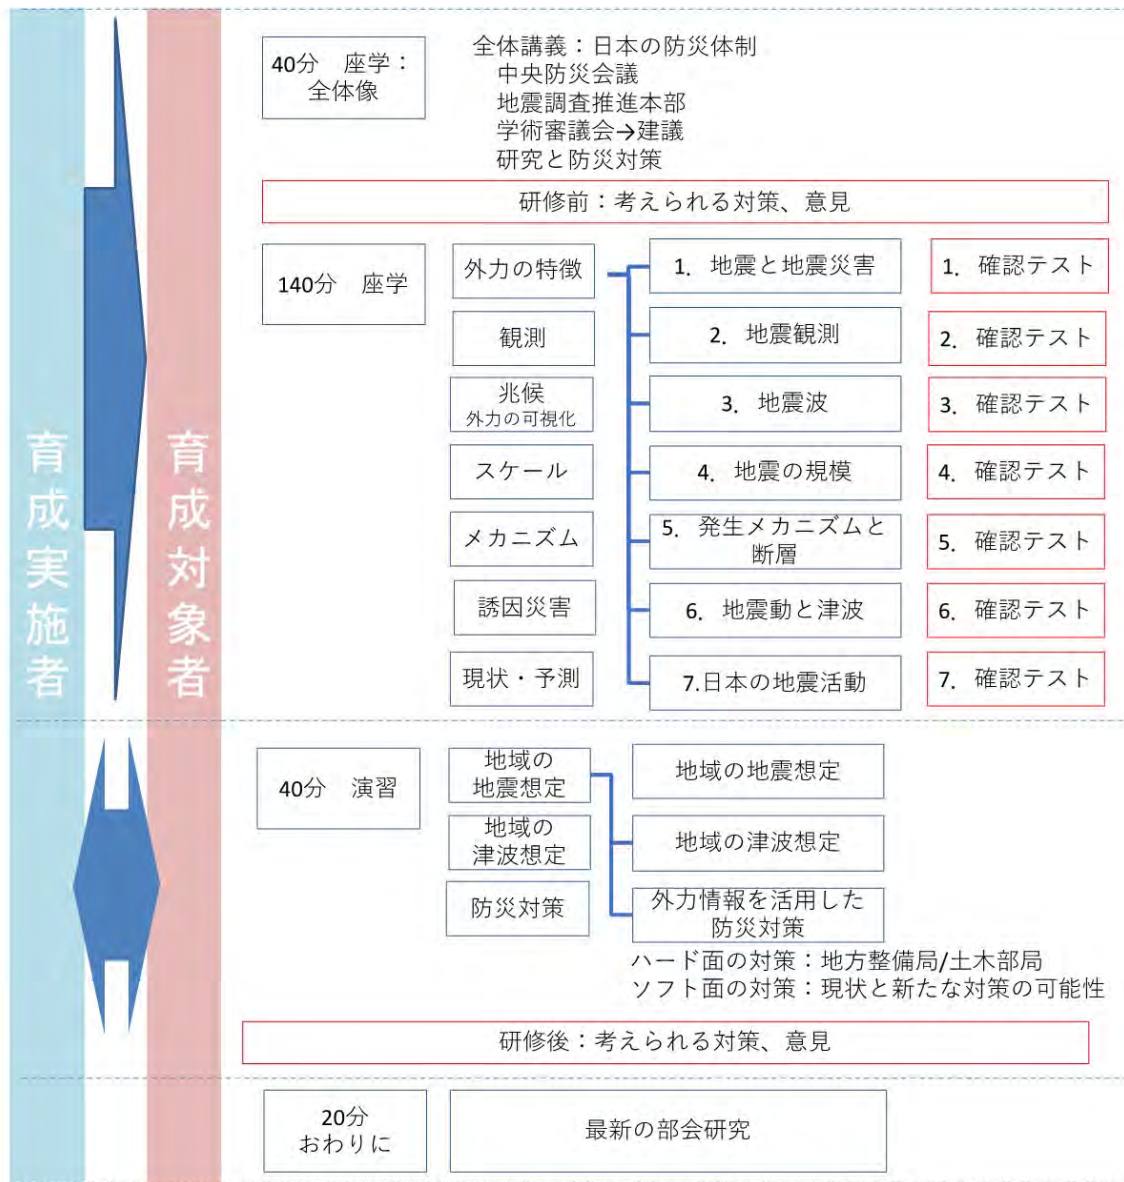 育成実施者
育成対象者
40分　座学：
全体像
全体講義：日本の防災体制
中央防災会議
地震調査推進本部
学術審議会→建議
研究と防災対策
研修前：考えられる対策、意見
140分　座学
外力の特徴
1. 地震と地震災害
1. 確認テスト
観測
2. 地震観測
2. 確認テスト
兆候
外力の可視化
3. 地震波
3. 確認テスト
スケール
4. 地震の規模
4. 確認テスト
メカニズム
5. 発生メカニズムと
断層
5. 確認テスト
誘因災害
6. 地震動と津波
6. 確認テスト
現状・予測
7.日本の地震活動
7. 確認テスト
40分　演習
地域の
地震想定
地域の地震想定
地域の
津波想定
地域の津波想定
防災対策
外力情報を活用した
防災対策
ハード面の対策：地方整備局/土木部局
ソフト面の対策：現状と新たな対策の可能性
研修後：考えられる対策、意見
20分
おわりに
最新の部会研究